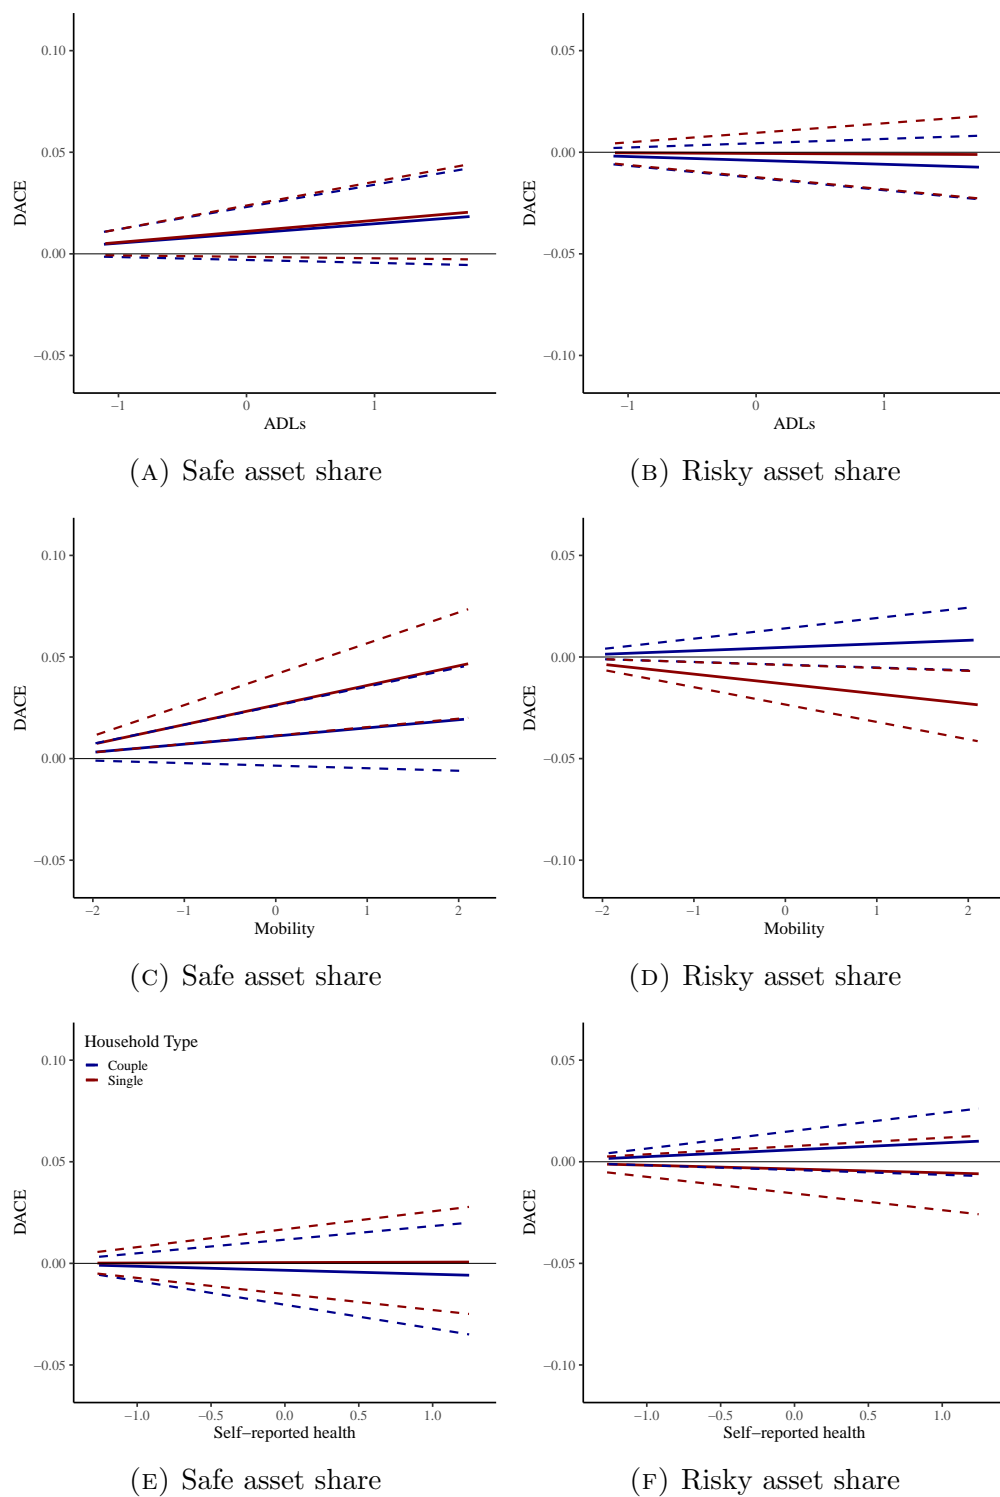 0.10
0.05
0.00
−0.05
DACE
−1 0 1
ADLs
(A) Safe asset share
0.05
0.00
−0.05
−0.10
DACE
−1 0 1
ADLs
(B) Risky asset share
0.10
0.05
0.00
−0.05
DACE
−2 −1 0 1 2
Mobility
(C) Safe asset share
0.05
0.00
−0.05
−0.10
DACE
−2 −1 0 1 2
Mobility
(D) Risky asset share
Household Type
Couple
Single
0.10
0.05
0.00
−0.05
DACE
−1.0 −0.5 0.0 0.5 1.0
Self−reported health
(E) Safe asset share
0.05
0.00
−0.05
−0.10
DACE
−1.0 −0.5 0.0 0.5 1.0
Self−reported health
(F) Risky asset share